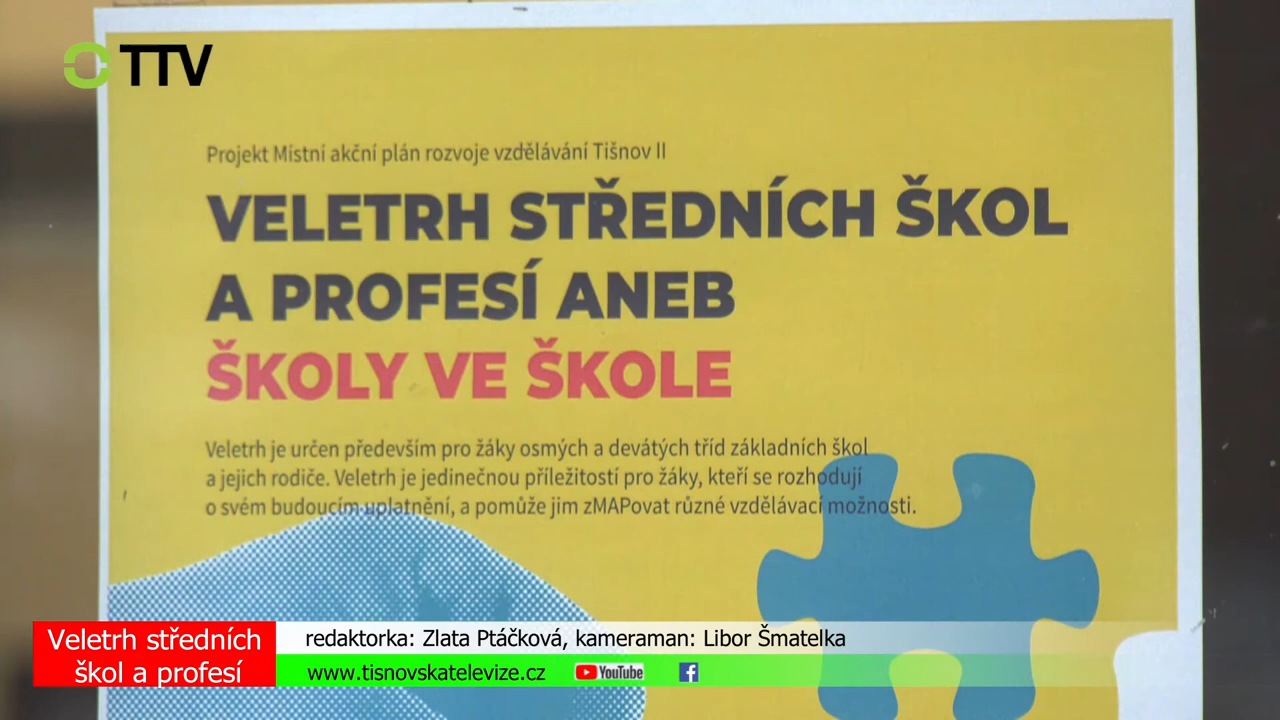 TTV
Projekt Místní akční plán rozvoje vzdělávání Tišnov II
VELETRH STŘEDNÍCH ŠKOL
A PROFESÍ ANEB
ŠKOLY VE ŠKOLE
Veletrh je určen především pro žáky osmých a devátých tříd základních škol
a jejich rodiče. Veletrh je jedinečnou příležitostí pro žáky, kteří se rozhodují
o svém budoucím uplatnění, a pomůže jim zMAPovat různé vzdělávací možnosti.
Veletrh středních
škol a profesí
redaktorka: Zlata Ptáčková, kameraman: Libor Šmatelka
www.tisnovskatelevize.cz YouTube